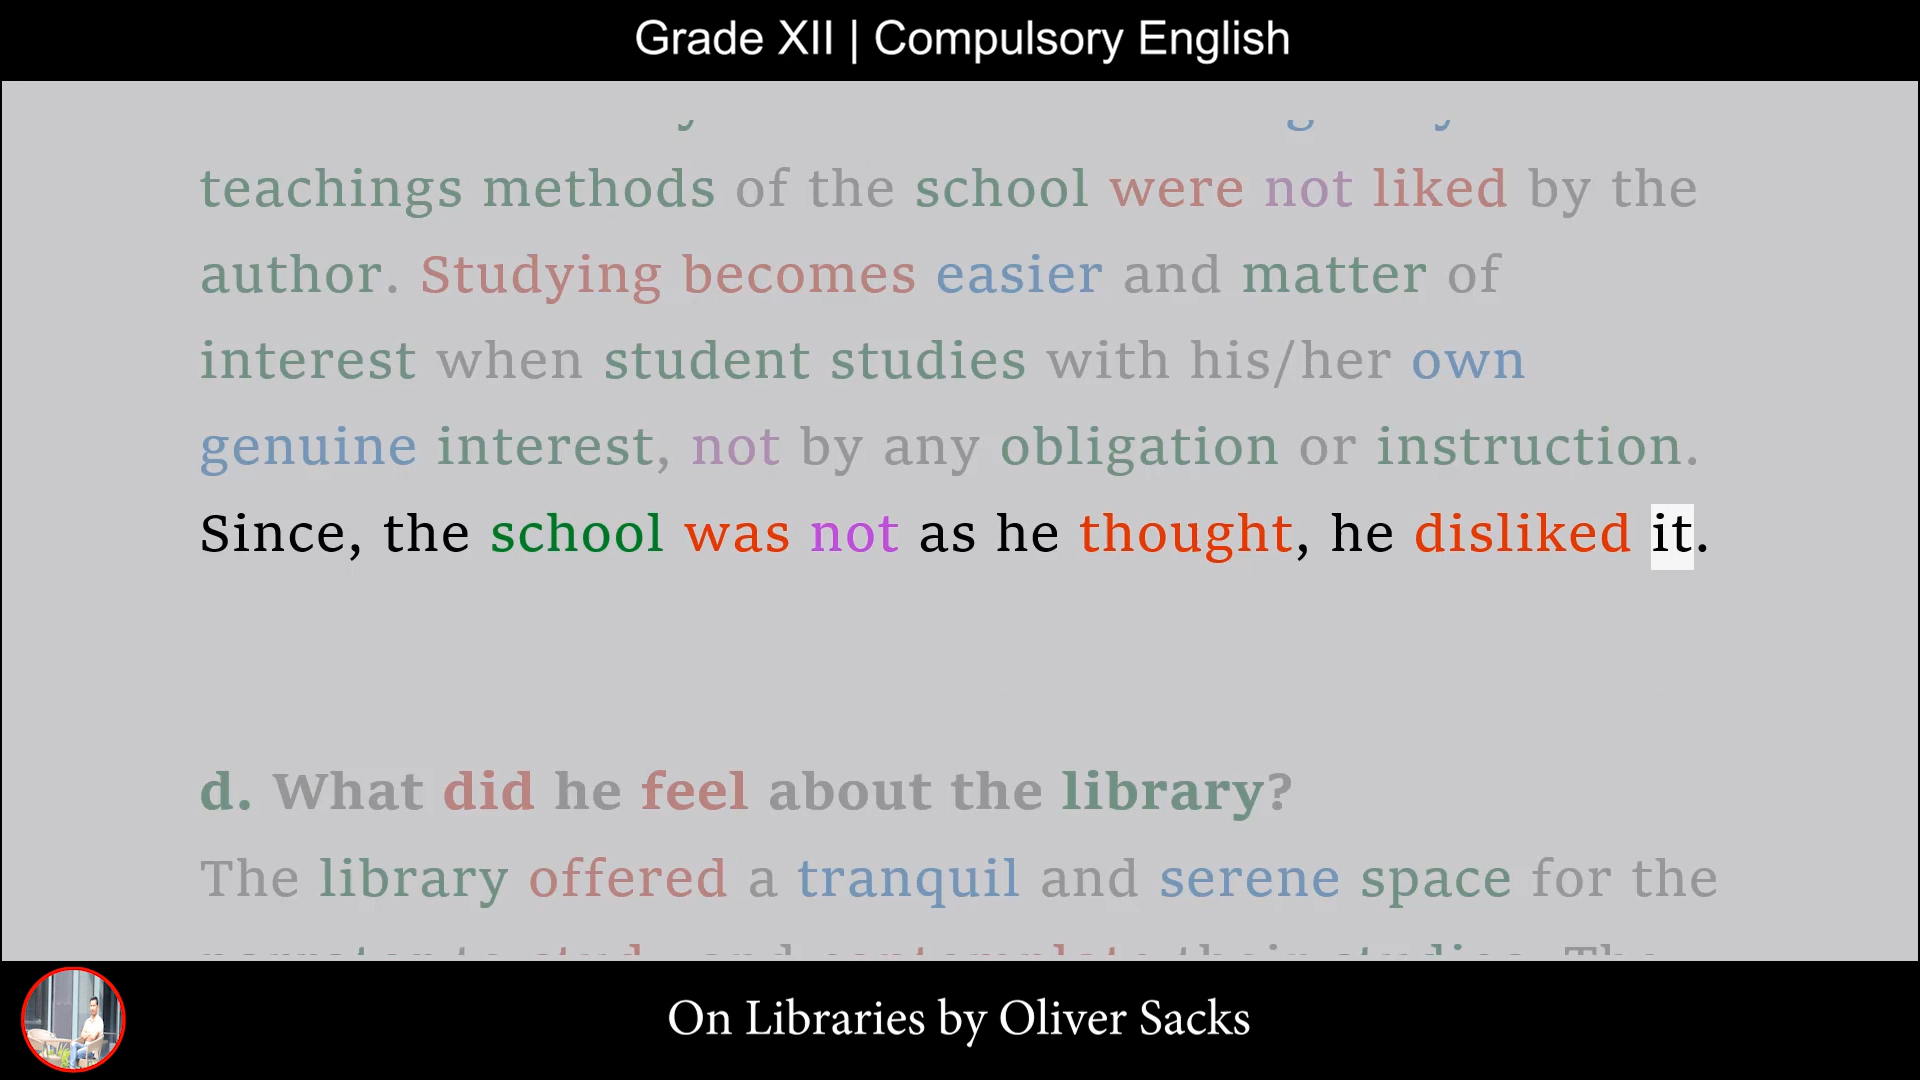 Grade XII | Compulsory English
teachings methods of the school were not liked by the
author. Studying becomes easier and matter of
interest when student studies with his/her own
genuine interest, not by any obligation or instruction.
Since, the school was not as he thought, he disliked it.
d. What did he feel about the library?
The library offered a tranquil and serene space for the
On Libraries by Oliver Sacks